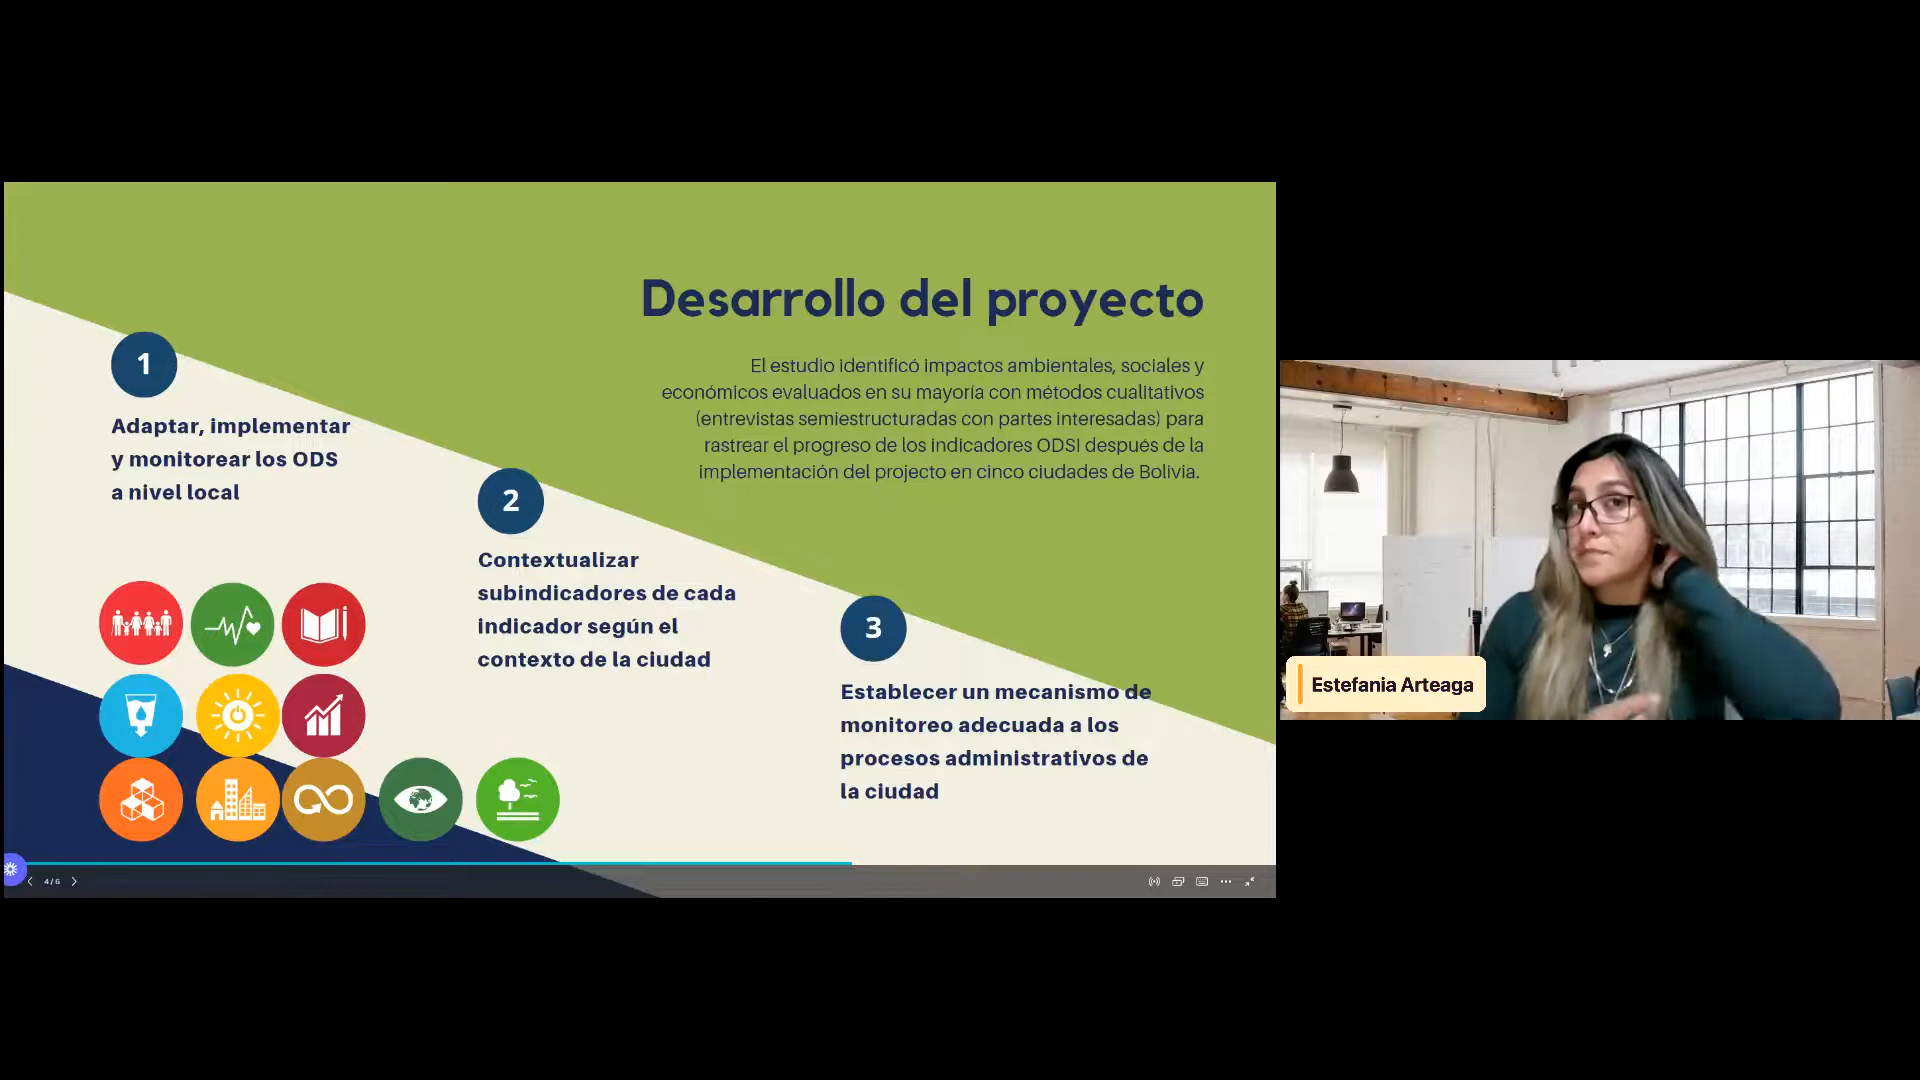 Desarrollo del proyecto
El estudio identificó impactos ambientales, sociales y
económicos evaluados en su mayoría con métodos cualitativos
(entrevistas semiestructuradas con partes interesadas) para
rastrear el progreso de los indicadores ODSI después de la
implementación del projecto en cinco ciudades de Bolivia.
1
Adaptar, implementar
y monitorear los ODS
a nivel local
2
Contextualizar
subindicadores de cada
indicador según el
contexto de la ciudad
3
Establecer un mecanismo de
monitoreo adecuada a los
procesos administrativos de
la ciudad
4/6
Estefania Arteaga